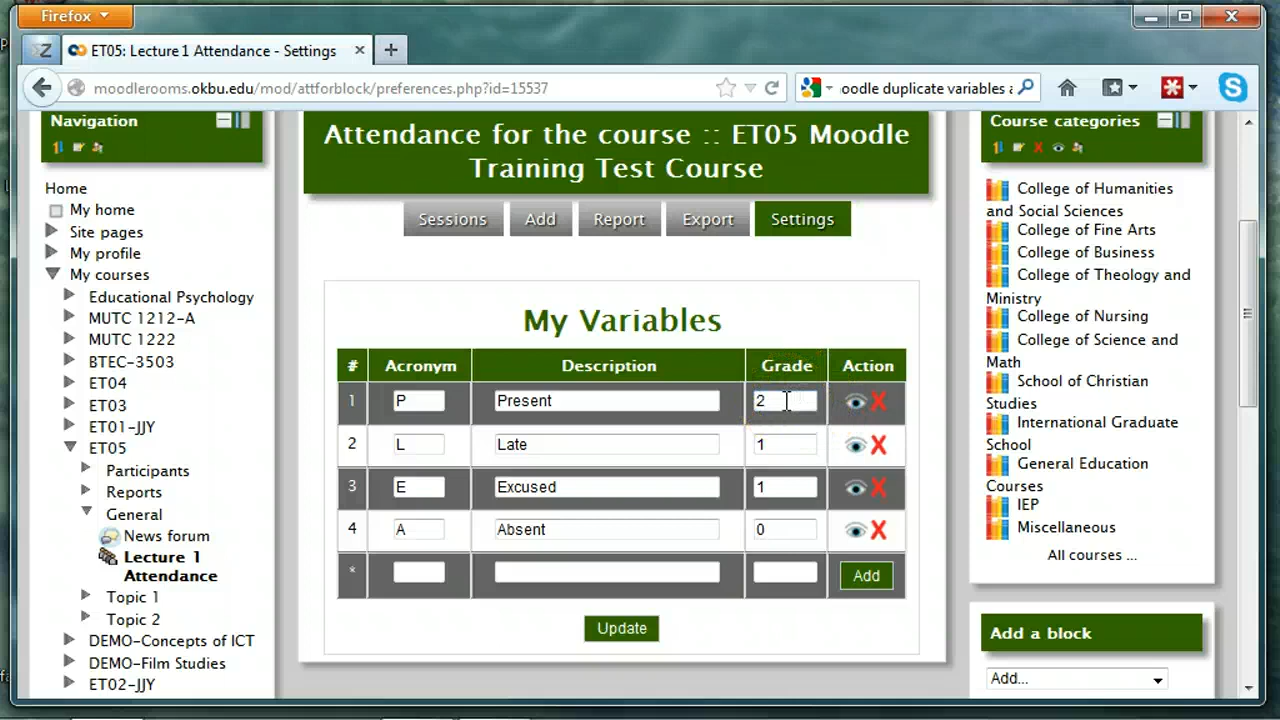 Firefox
ET05: Lecture 1 Attendance - Settings
moodlerooms.okbu.edu/mod/attforblock/preferences.php?id=15537
oodle duplicate variables a
Navigation
Home
My home
Site pages
My profile
My courses
Educational Psychology
MUTC 1212-A
MUTC 1222
BTEC-3503
ET04
ET03
ET01-JJY
ET05
Participants
Reports
General
News forum
Lecture 1
Attendance
Topic 1
Topic 2
DEMO-Concepts of ICT
DEMO-Film Studies
ET02-JJY
Attendance for the course :: ET05 Moodle
Training Test Course
Sessions Add Report Export Settings
My Variables
# Acronym Description Grade Action
1 P Present 2
2 L Late 1
3 E Excused 1
4 A Absent 0
* Add
Update
Course categories
College of Humanities
and Social Sciences
College of Fine Arts
College of Business
College of Theology and
Ministry
College of Nursing
College of Science and
Math
School of Christian
Studies
International Graduate
School
General Education
Courses
IEP
Miscellaneous
All courses ...
Add a block
Add...